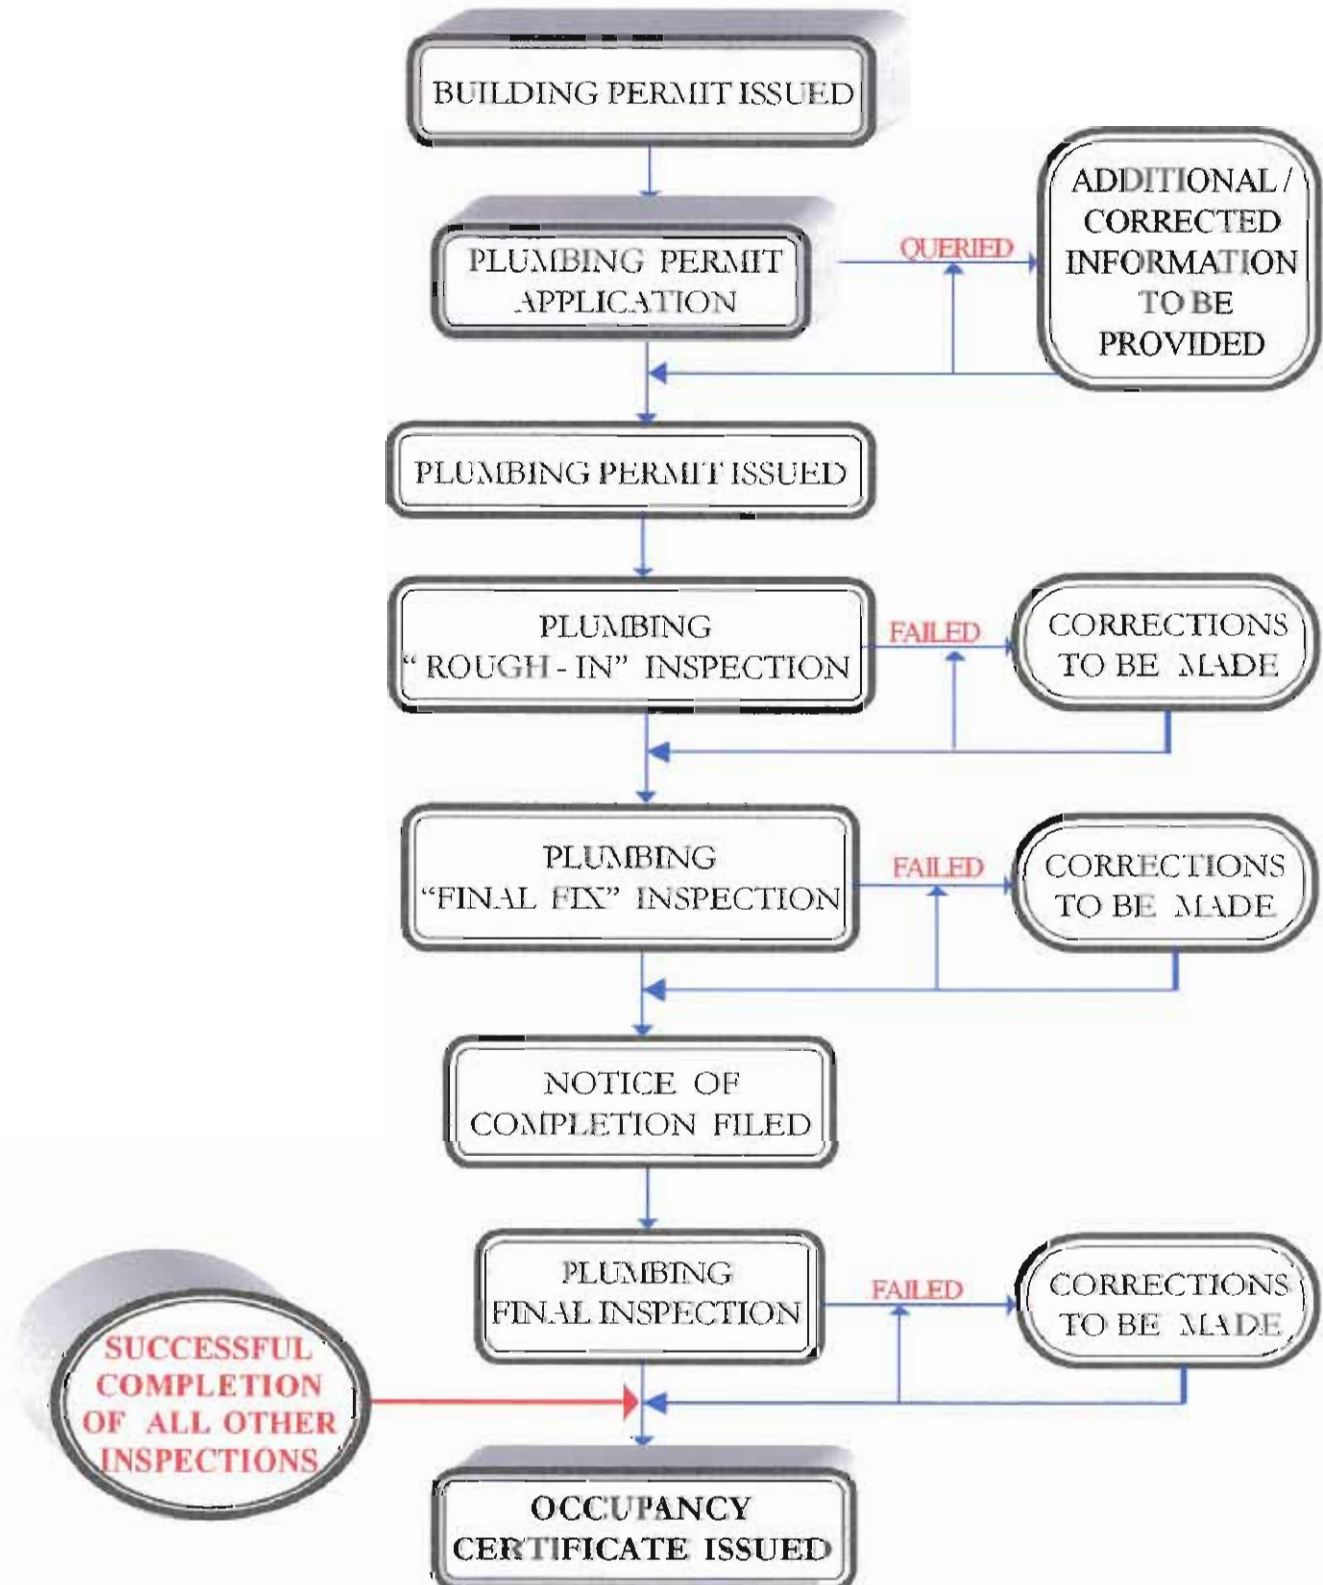 BUILDING PERMIT ISSUED
PLUMBING PERMIT
APPLICATION
QUERIED
ADDITIONAL /
CORRECTED
INFORMATION
TO BE
PROVIDED
PLUMBING PERMIT ISSUED
PLUMBING
“ ROUGH - IN” INSPECTION
FAILED
CORRECTIONS
TO BE MADE
PLUMBING
“FINAL FIX” INSPECTION
FAILED
CORRECTIONS
TO BE MADE
NOTICE OF
COMPLETION FILED
PLUMBING
FINAL INSPECTION
FAILED
CORRECTIONS
TO BE MADE
SUCCESSFUL
COMPLETION
OF ALL OTHER
INSPECTIONS
OCCUPANCY
CERTIFICATE ISSUED